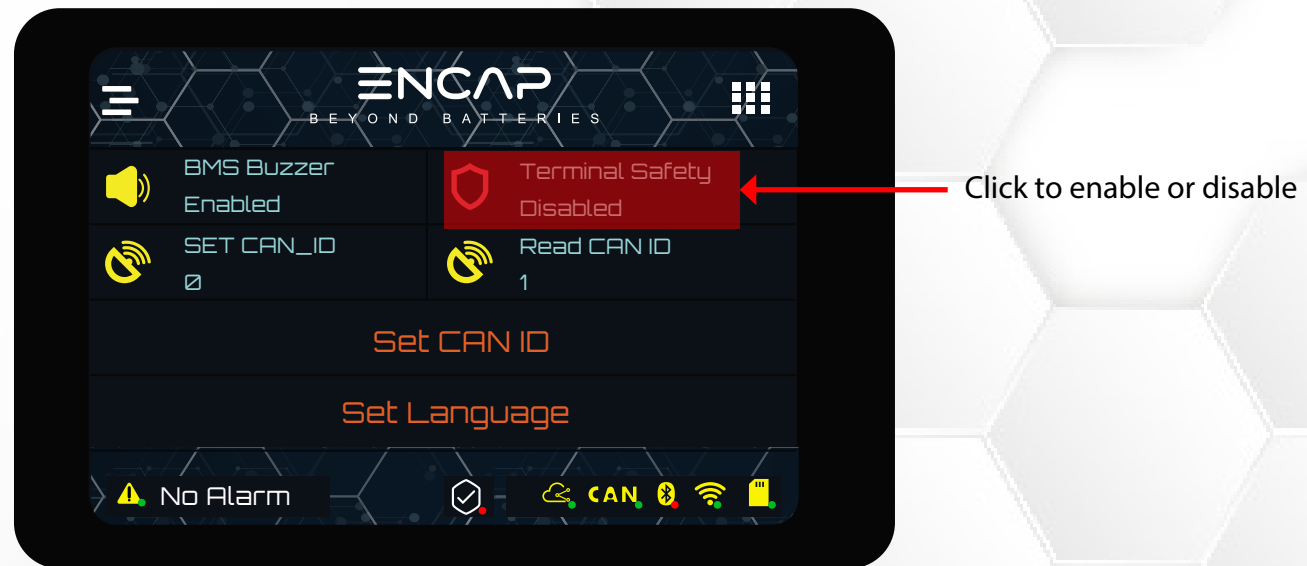 ENCAP
BEYOND BATTERIES
BMS Buzzer
Enabled
Terminal Safety
Disabled
Click to enable or disable
SET CAN_ID
0
Read CAN ID
1
Set CAN ID
Set Language
No Alarm
CAN